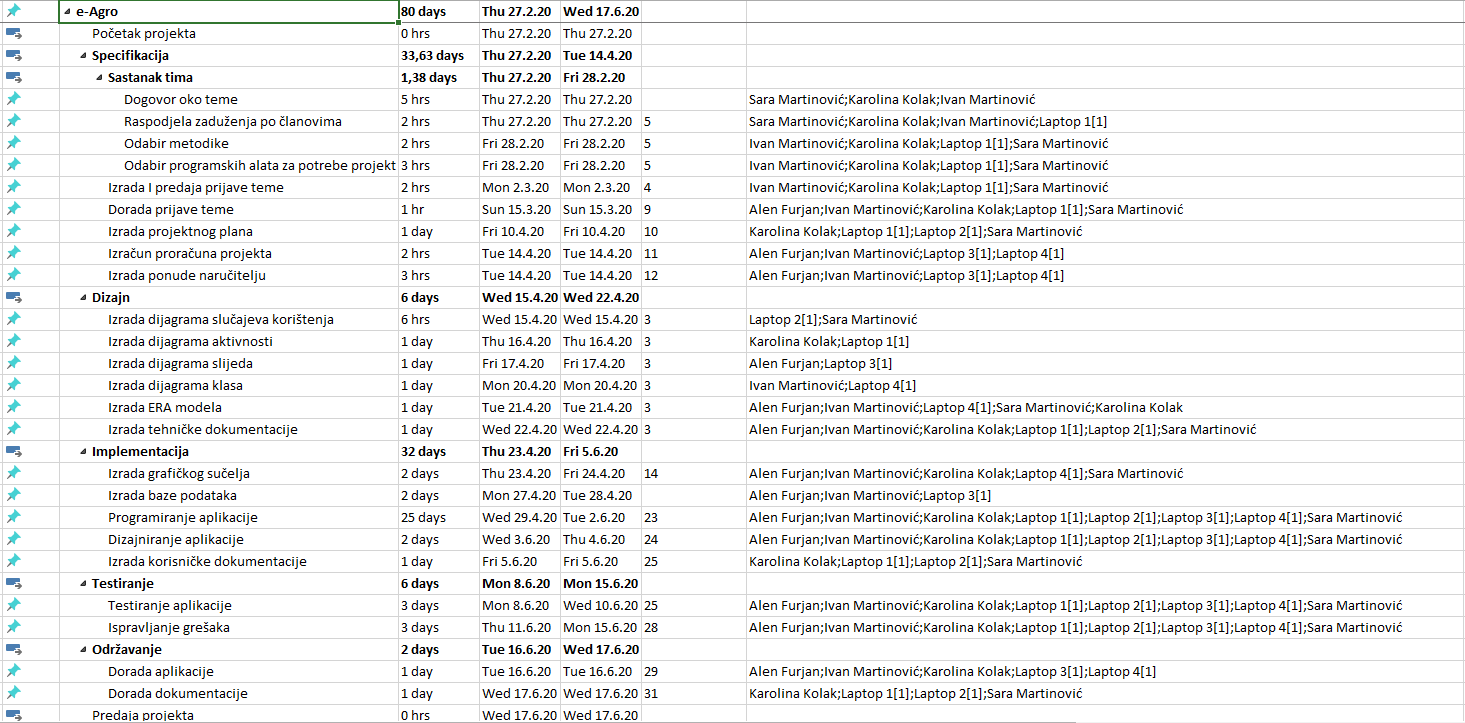 e-Agro 80 days Thu 27.2.20 Wed 17.6.20
Početak projekta 0 hrs Thu 27.2.20 Thu 27.2.20
Specifikacija 33,63 days Thu 27.2.20 Tue 14.4.20
Sastanak tima 1,38 days Thu 27.2.20 Fri 28.2.20
Dogovor oko teme 5 hrs Thu 27.2.20 Thu 27.2.20 Sara Martinović;Karolina Kolak;Ivan Martinović
Raspodjela zaduženja po članovima 2 hrs Thu 27.2.20 Thu 27.2.20 5 Sara Martinović;Karolina Kolak;Ivan Martinović;Laptop 1[1]
Odabir metodike 2 hrs Fri 28.2.20 Fri 28.2.20 5 Ivan Martinović;Karolina Kolak;Laptop 1[1];Sara Martinović
Odabir programskih alata za potrebe projekt 3 hrs Fri 28.2.20 Fri 28.2.20 5 Ivan Martinović;Karolina Kolak;Laptop 1[1];Sara Martinović
Izrada I predaja prijave teme 2 hrs Mon 2.3.20 Mon 2.3.20 4 Ivan Martinović;Karolina Kolak;Laptop 1[1];Sara Martinović
Dorada prijave teme 1 hr Sun 15.3.20 Sun 15.3.20 9 Alen Furjan;Ivan Martinović;Karolina Kolak;Laptop 1[1];Sara Martinović
Izrada projektnog plana 1 day Fri 10.4.20 Fri 10.4.20 10 Karolina Kolak;Laptop 1[1];Laptop 2[1];Sara Martinović
Izračun proračuna projekta 2 hrs Tue 14.4.20 Tue 14.4.20 11 Alen Furjan;Ivan Martinović;Laptop 3[1];Laptop 4[1]
Izrada ponude naručitelju 3 hrs Tue 14.4.20 Tue 14.4.20 12 Alen Furjan;Ivan Martinović;Laptop 3[1];Laptop 4[1]
Dizajn 6 days Wed 15.4.20 Wed 22.4.20
Izrada dijagrama slučajeva korištenja 6 hrs Wed 15.4.20 Wed 15.4.20 3 Laptop 2[1];Sara Martinović
Izrada dijagrama aktivnosti 1 day Thu 16.4.20 Thu 16.4.20 3 Karolina Kolak;Laptop 1[1]
Izrada dijagrama slijeda 1 day Fri 17.4.20 Fri 17.4.20 3 Alen Furjan;Laptop 3[1]
Izrada dijagrama klasa 1 day Mon 20.4.20 Mon 20.4.20 3 Ivan Martinović;Laptop 4[1]
Izrada ERA modela 1 day Tue 21.4.20 Tue 21.4.20 3 Alen Furjan;Ivan Martinović;Laptop 4[1];Sara Martinović;Karolina Kolak
Izrada tehničke dokumentacije 1 day Wed 22.4.20 Wed 22.4.20 3 Alen Furjan;Ivan Martinović;Karolina Kolak;Laptop 1[1];Laptop 2[1];Sara Martinović
Implementacija 32 days Thu 23.4.20 Fri 5.6.20
Izrada grafičkog sučelja 2 days Thu 23.4.20 Fri 24.4.20 14 Alen Furjan;Ivan Martinović;Karolina Kolak;Laptop 4[1];Sara Martinović
Izrada baze podataka 2 days Mon 27.4.20 Tue 28.4.20 Alen Furjan;Ivan Martinović;Laptop 3[1]
Programiranje aplikacije 25 days Wed 29.4.20 Tue 2.6.20 23 Alen Furjan;Ivan Martinović;Karolina Kolak;Laptop 1[1];Laptop 2[1];Laptop 3[1];Laptop 4[1];Sara Martinović
Dizajniranje aplikacije 2 days Wed 3.6.20 Thu 4.6.20 24 Alen Furjan;Ivan Martinović;Karolina Kolak;Laptop 1[1];Laptop 2[1];Laptop 3[1];Laptop 4[1];Sara Martinović
Izrada korisničke dokumentacije 1 day Fri 5.6.20 Fri 5.6.20 25 Karolina Kolak;Laptop 1[1];Laptop 2[1];Sara Martinović
Testiranje 6 days Mon 8.6.20 Mon 15.6.20
Testiranje aplikacije 3 days Mon 8.6.20 Wed 10.6.20 25 Alen Furjan;Ivan Martinović;Karolina Kolak;Laptop 1[1];Laptop 2[1];Laptop 3[1];Laptop 4[1];Sara Martinović
Ispravljanje grešaka 3 days Thu 11.6.20 Mon 15.6.20 28 Alen Furjan;Ivan Martinović;Karolina Kolak;Laptop 1[1];Laptop 2[1];Laptop 3[1];Laptop 4[1];Sara Martinović
Održavanje 2 days Tue 16.6.20 Wed 17.6.20
Dorada aplikacije 1 day Tue 16.6.20 Tue 16.6.20 29 Alen Furjan;Ivan Martinović;Karolina Kolak;Laptop 3[1];Laptop 4[1]
Dorada dokumentacije 1 day Wed 17.6.20 Wed 17.6.20 31 Karolina Kolak;Laptop 1[1];Laptop 2[1];Sara Martinović
Predaja projekta 0 hrs Wed 17.6.20 Wed 17.6.20